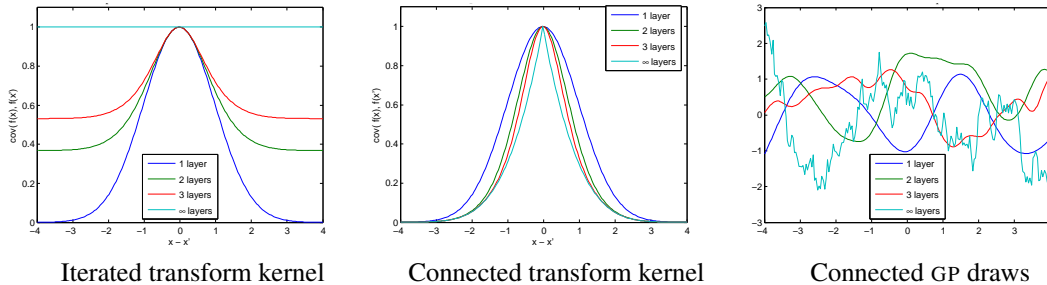 1
0.8
0.6
0.4
0.2
0
cov( f(x), f(x')
−4 −3 −2 −1 0 1 2 3 4
x − x'
1 layer
2 layers
3 layers
∞ layers
Iterated transform kernel
1
0.8
0.6
0.4
0.2
0
cov( f(x), f(x')
−4 −3 −2 −1 0 1 2 3 4
x − x'
1 layer
2 layers
3 layers
∞ layers
Connected transform kernel
3
2
1
0
−1
−2
−3
−4 −3 −2 −1 0 1 2 3 4
1 layer
2 layers
3 layers
∞ layers
Connected GP draws